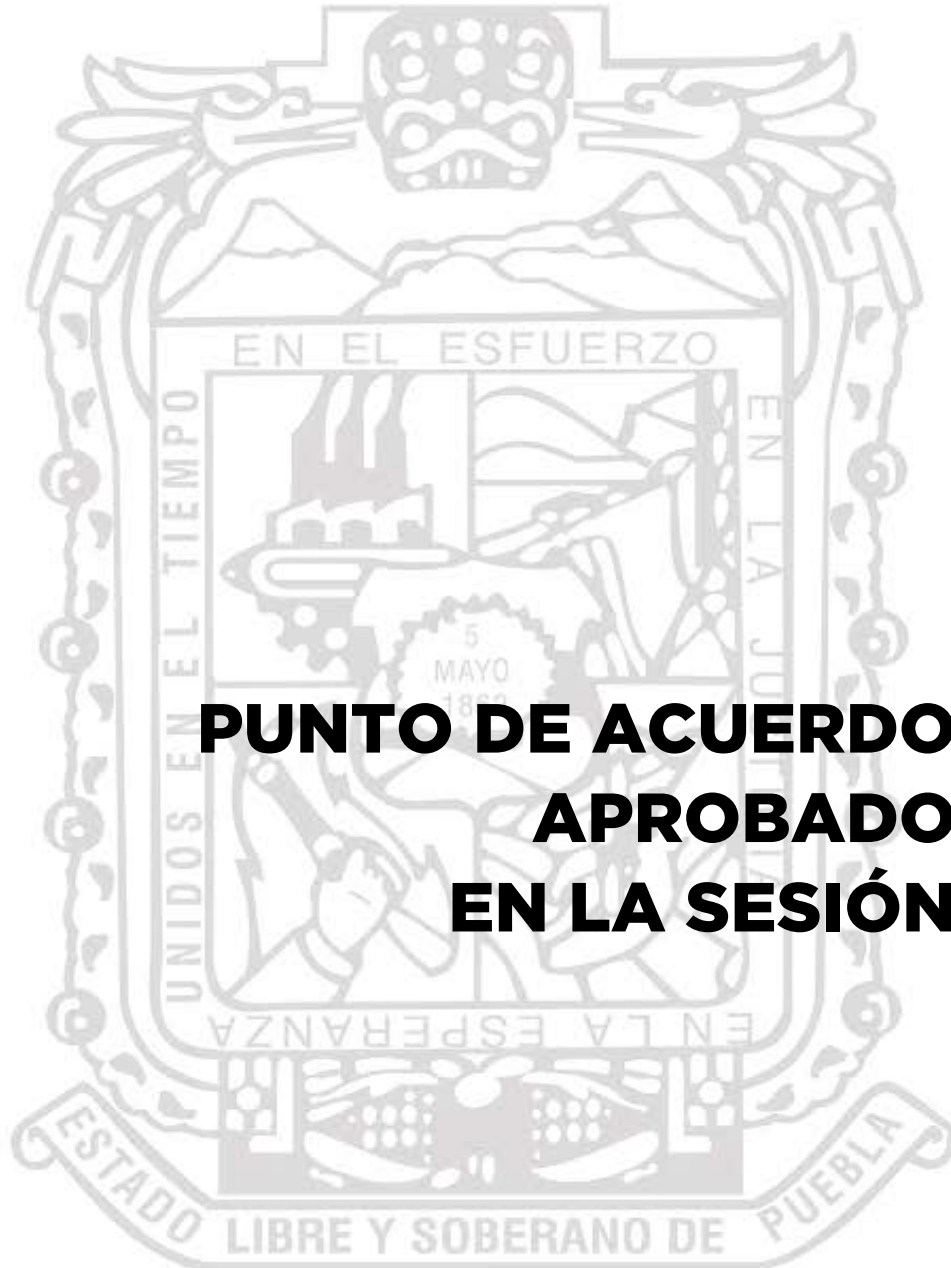 EN EL ESFUERZO
EN LA JU
UNIDOS EN EL TIEMPO
5
MAYO
PUNTO DE ACUERDO
APROBADO
EN LA SESIÓN
EN LA ESPERANZA
ESTADO LIBRE Y SOBERANO DE PUEBLA